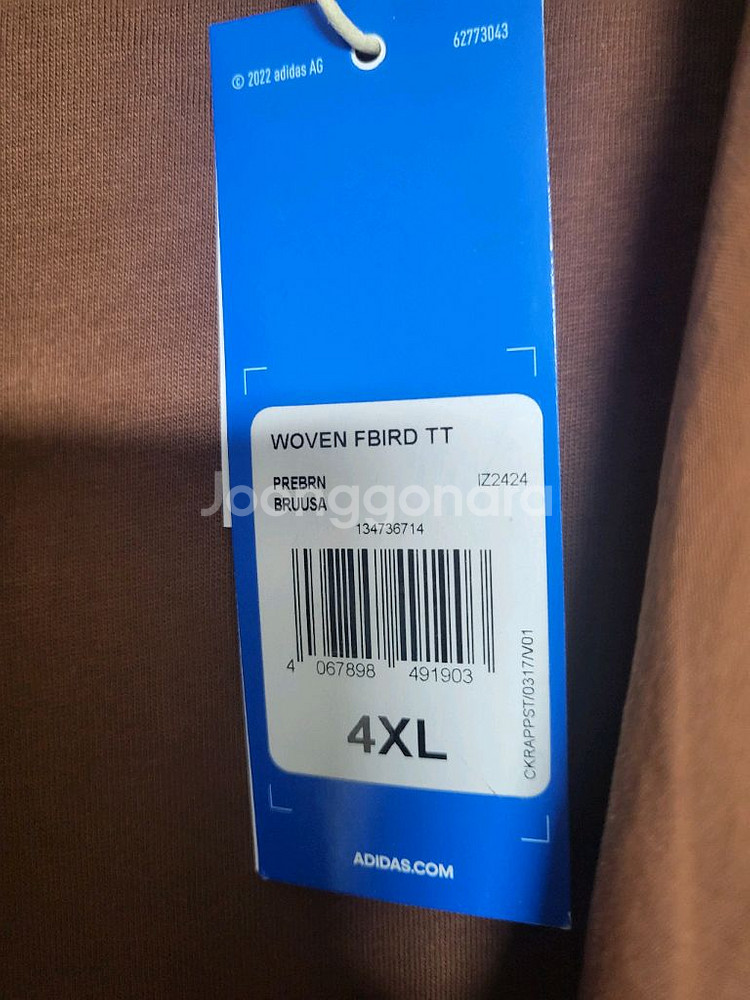 © 2022 adidas AG
62773043
WOVEN FBIRD TT
PREBRN
IZ2424
BRUUSA
Joonggonara
134736714
4 067898 491903
CKRAPPST/0317/V01
4XL
ADIDAS.COM